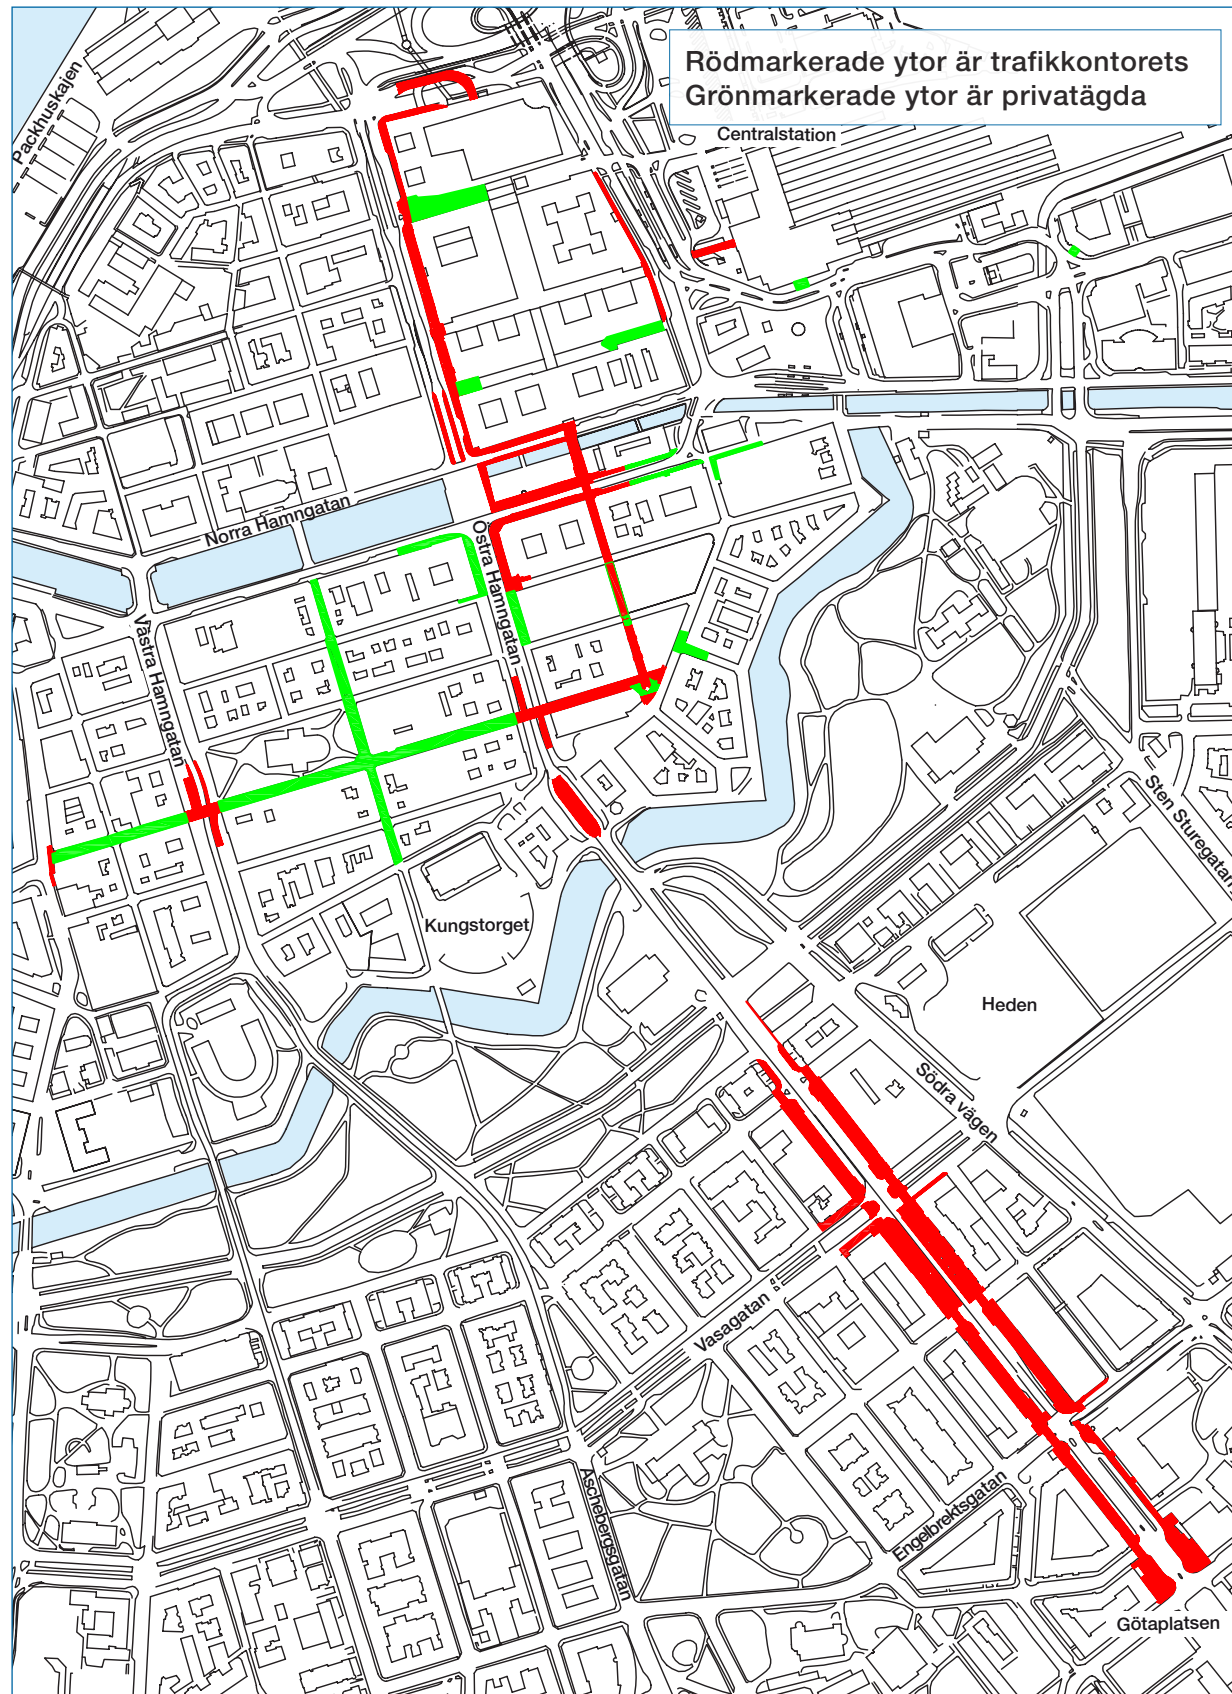 Rödmarkerade ytor är trafikkontorets
Grönmarkerade ytor är privatägda
Centralstation
Packhuskajen
Norra Hamngatan
Östra Hamngatan
Västra Hamngatan
Sten Sturegatan
Kungstorget
Heden
Södra vägen
Vasagatan
Engelbrektsgatan
Aschebergsgatan
Götaplatsen